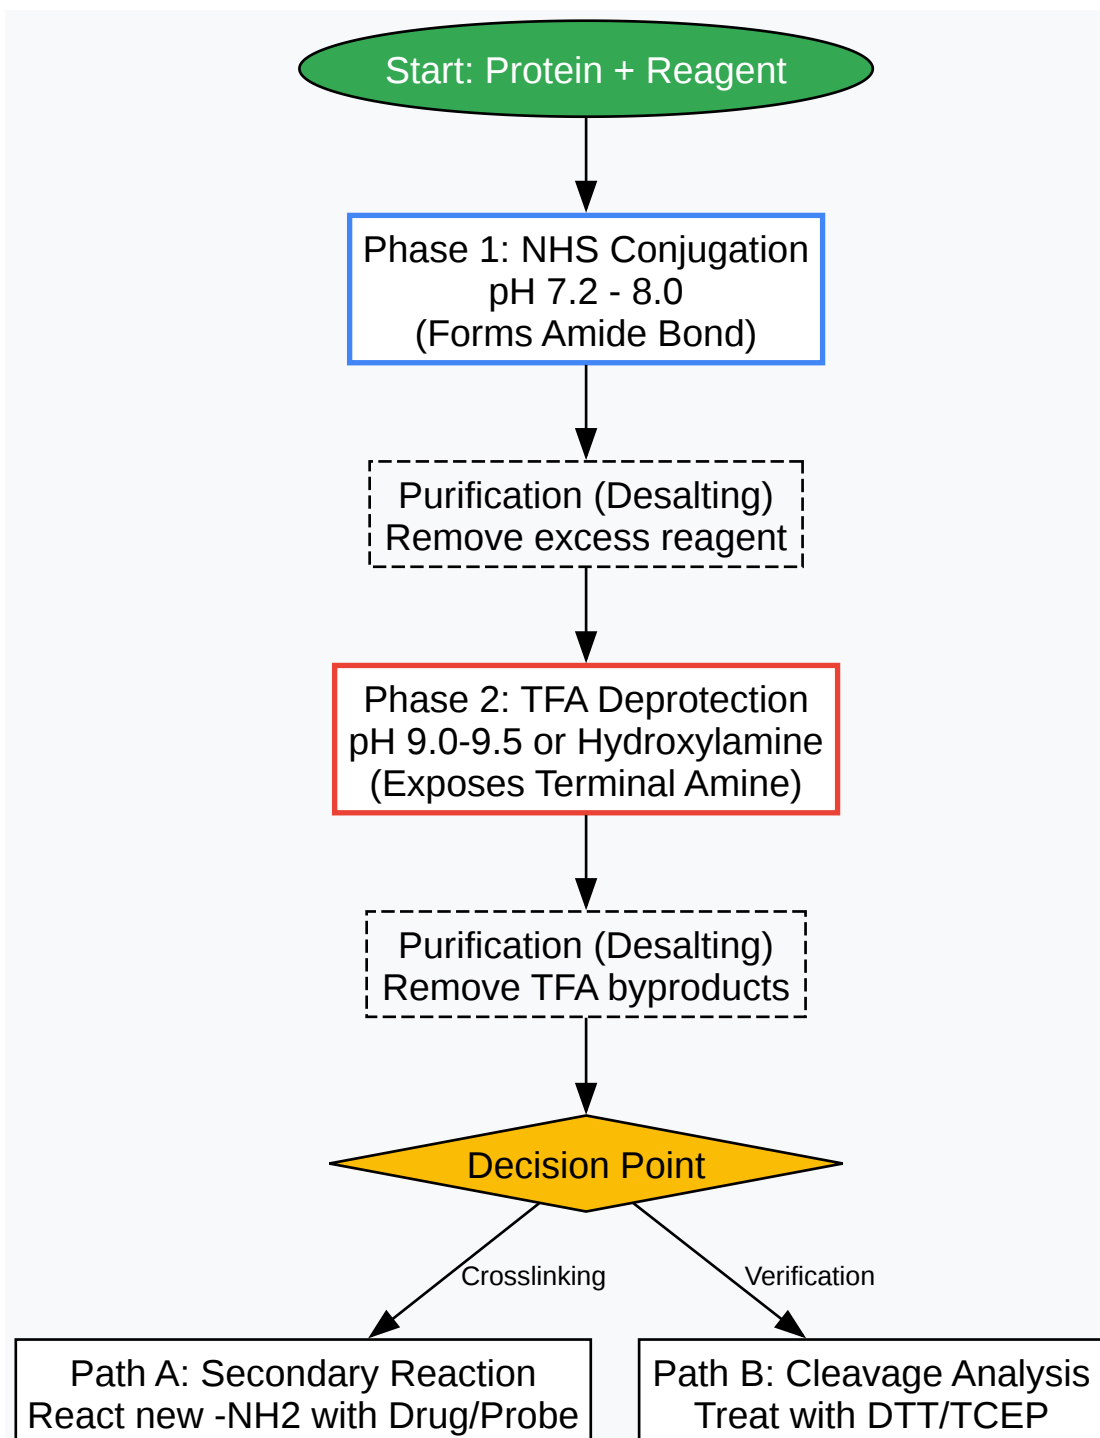 Start: Protein + Reagent
Phase 1: NHS Conjugation
pH 7.2 - 8.0
(Forms Amide Bond)
Purification (Desalting)
Remove excess reagent
Phase 2: TFA Deprotection
pH 9.0-9.5 or Hydroxylamine
(Exposes Terminal Amine)
Purification (Desalting)
Remove TFA byproducts
Decision Point
Crosslinking
Verification
Path A: Secondary Reaction
React new -NH2 with Drug/Probe
Path B: Cleavage Analysis
Treat with DTT/TCEP